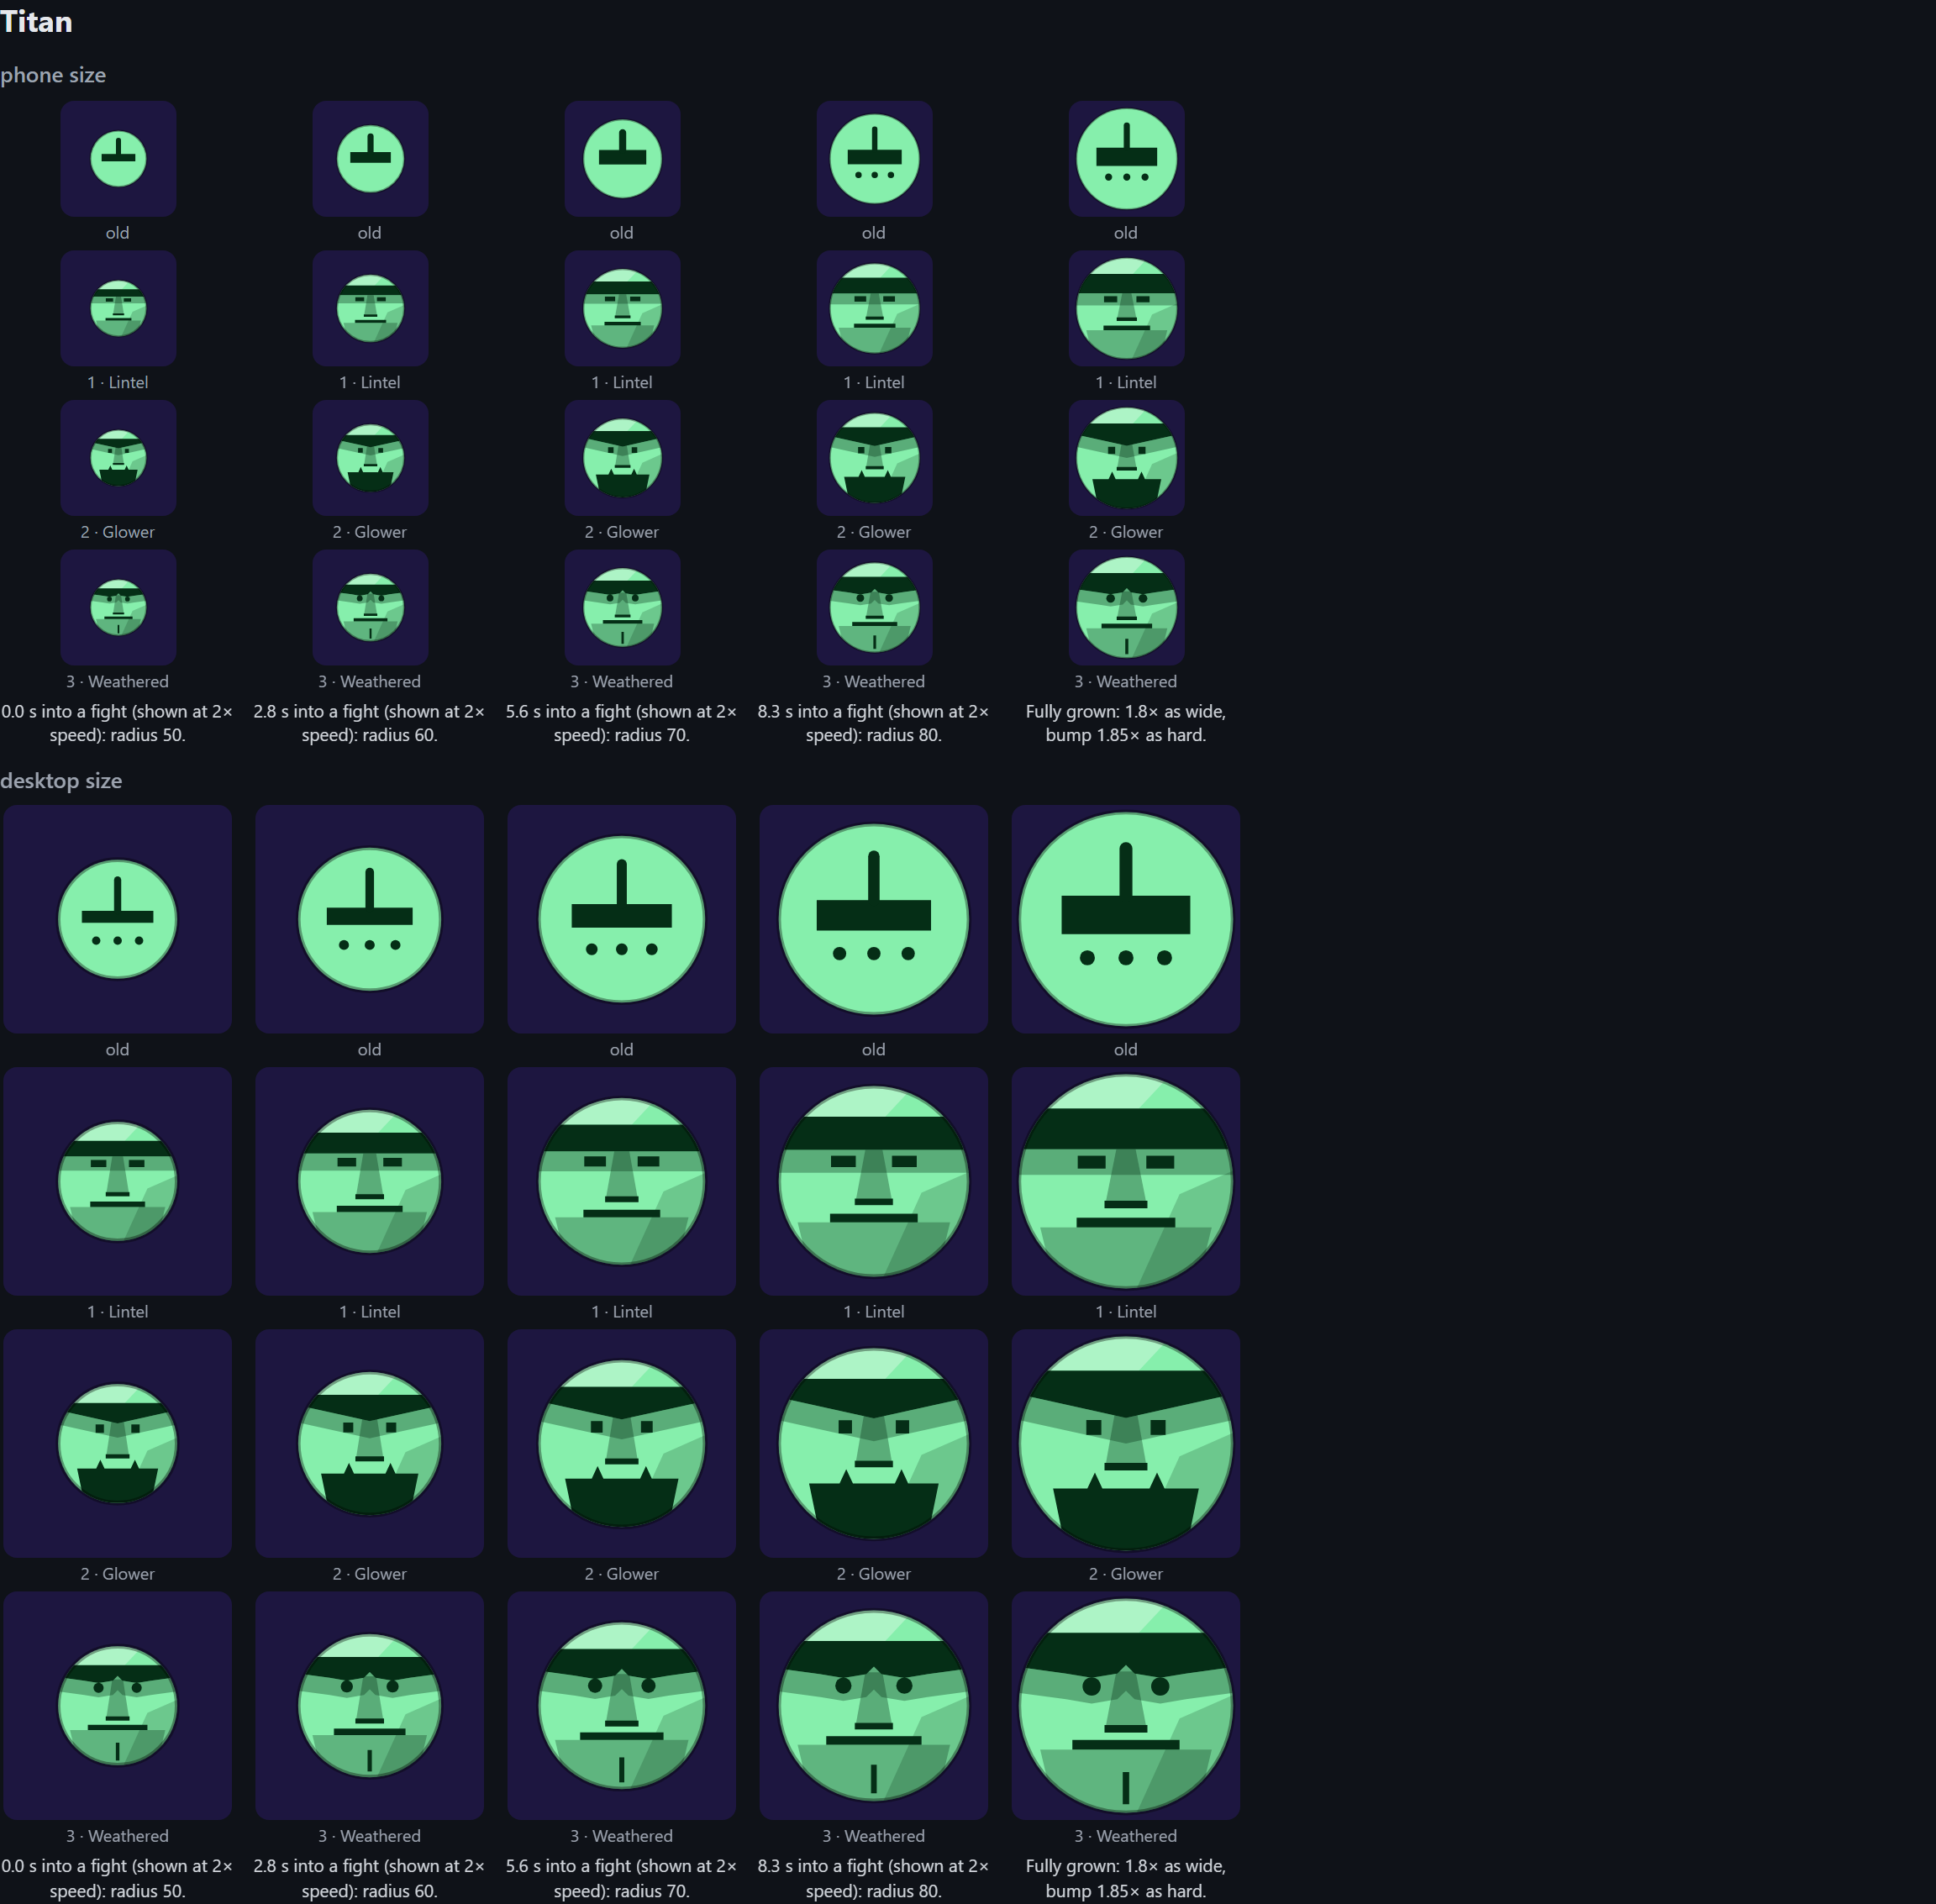 Titan
phone size
old old old old old
1 · Lintel 1 · Lintel 1 · Lintel 1 · Lintel 1 · Lintel
2 · Glower 2 · Glower 2 · Glower 2 · Glower 2 · Glower
3 · Weathered 3 · Weathered 3 · Weathered 3 · Weathered 3 · Weathered
0.0 s into a fight (shown at 2×
speed): radius 50.
2.8 s into a fight (shown at 2×
speed): radius 60.
5.6 s into a fight (shown at 2×
speed): radius 70.
8.3 s into a fight (shown at 2×
speed): radius 80.
Fully grown: 1.8× as wide,
bump 1.85× as hard.
desktop size
old old old old old
1 · Lintel 1 · Lintel 1 · Lintel 1 · Lintel 1 · Lintel
2 · Glower 2 · Glower 2 · Glower 2 · Glower 2 · Glower
3 · Weathered 3 · Weathered 3 · Weathered 3 · Weathered 3 · Weathered
0.0 s into a fight (shown at 2×
speed): radius 50.
2.8 s into a fight (shown at 2×
speed): radius 60.
5.6 s into a fight (shown at 2×
speed): radius 70.
8.3 s into a fight (shown at 2×
speed): radius 80.
Fully grown: 1.8× as wide,
bump 1.85× as hard.